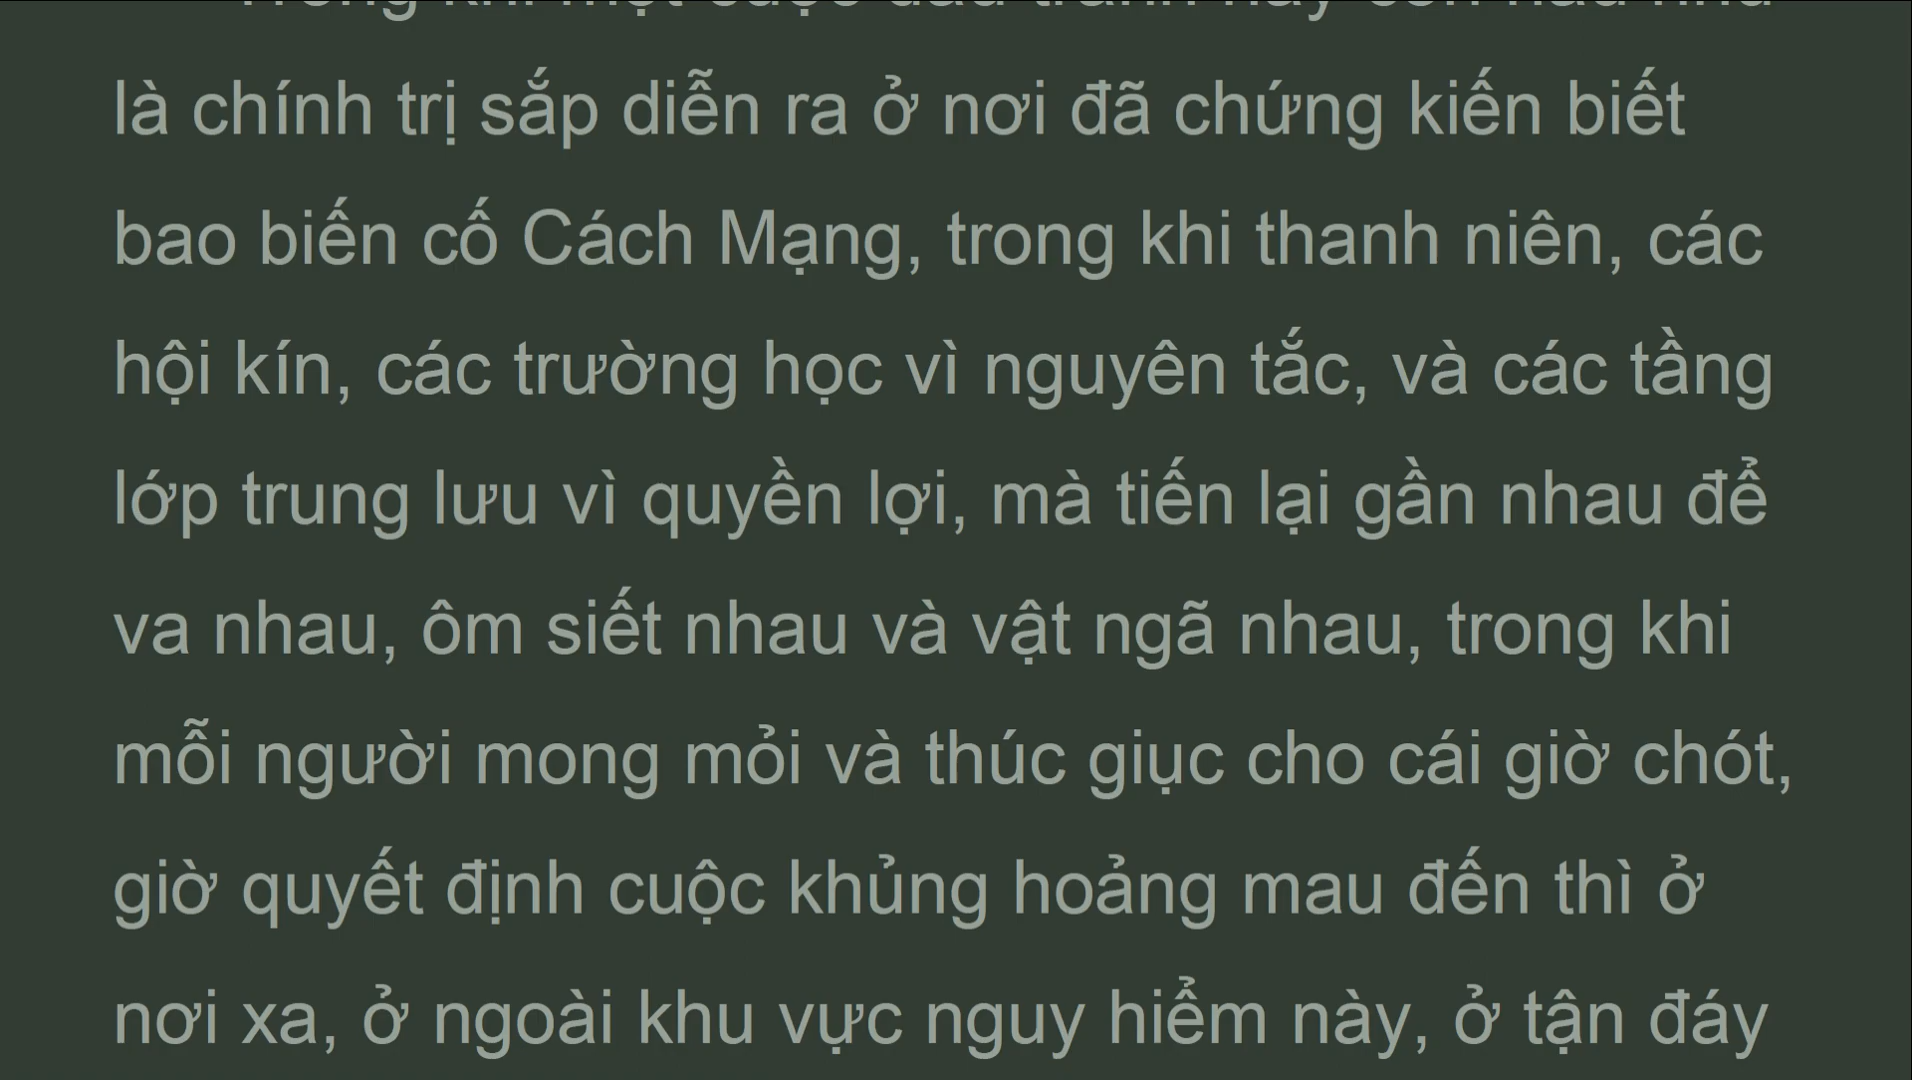 là chính trị sắp diễn ra ở nơi đã chứng kiến biết
bao biến cố Cách Mạng, trong khi thanh niên, các
hội kín, các trường học vì nguyên tắc, và các tầng
lớp trung lưu vì quyền lợi, mà tiến lại gần nhau để
va nhau, ôm siết nhau và vật ngã nhau, trong khi
mỗi người mong mỏi và thúc giục cho cái giờ chót,
giờ quyết định cuộc khủng hoảng mau đến thì ở
nơi xa, ở ngoài khu vực nguy hiểm này, ở tận đáy